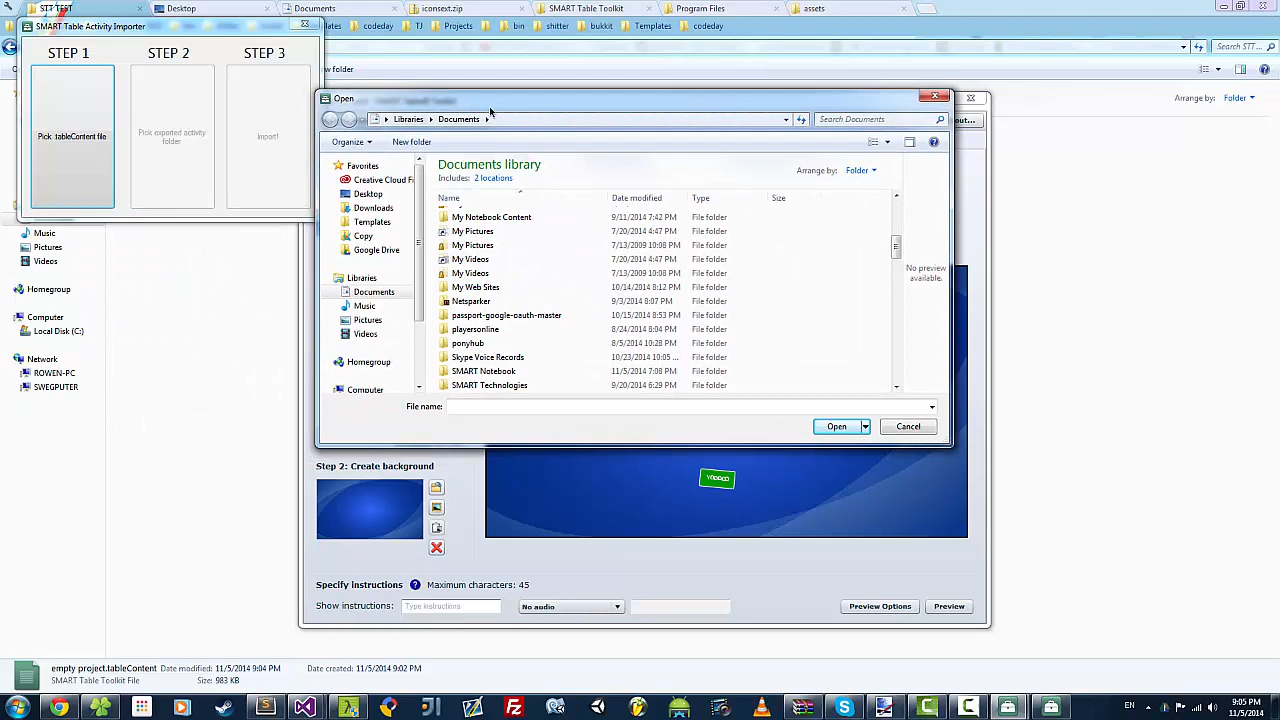 STT TEST
Desktop
Documents
iconsext.zip
SMART Table Toolkit
Program Files
assets
SMART Table Activity Importer
codeday
TJ
Projects
bin
shitter
bukkit
Templates
codeday
Search STT ...
STEP 1
STEP 2
STEP 3
Pick .tableContent file
Pick exported activity
folder
Import!
Arrange by: Folder
Open
Libraries
Documents
Search Documents
Organize
New folder
Favorites
Creative Cloud Fi
Desktop
Downloads
Templates
Copy
Google Drive
Libraries
Documents
Music
Pictures
Videos
Homegroup
Computer
Documents library
Includes: 2 locations
Arrange by: Folder
Name
Date modified
Type
Size
My Notebook Content 9/11/2014 7:42 PM File folder
My Pictures 7/20/2014 4:47 PM File folder
My Pictures 7/13/2009 10:08 PM File folder
My Videos 7/20/2014 4:47 PM File folder
My Videos 7/13/2009 10:08 PM File folder
My Web Sites 10/14/2014 8:12 PM File folder
Netsparker 9/3/2014 8:07 PM File folder
passport-google-oauth-master 10/15/2014 8:53 PM File folder
playersonline 8/24/2014 8:04 PM File folder
ponyhub 8/5/2014 10:28 PM File folder
Skype Voice Records 10/23/2014 10:05 ... File folder
SMART Notebook 11/5/2014 7:08 PM File folder
SMART Technologies 9/20/2014 6:29 PM File folder
No preview
available.
File name:
Open
Cancel
Music
Pictures
Videos
Homegroup
Computer
Local Disk (C:)
Network
ROWEN-PC
SWEGPUTER
Step 2: Create background
Specify instructions
Maximum characters: 45
Show instructions:
Type instructions
No audio
Preview Options
Preview
empty project.tableContent Date modified: 11/5/2014 9:04 PM Date created: 11/5/2014 9:02 PM
SMART Table Toolkit File Size: 983 KB
EN
9:05 PM
11/5/2014